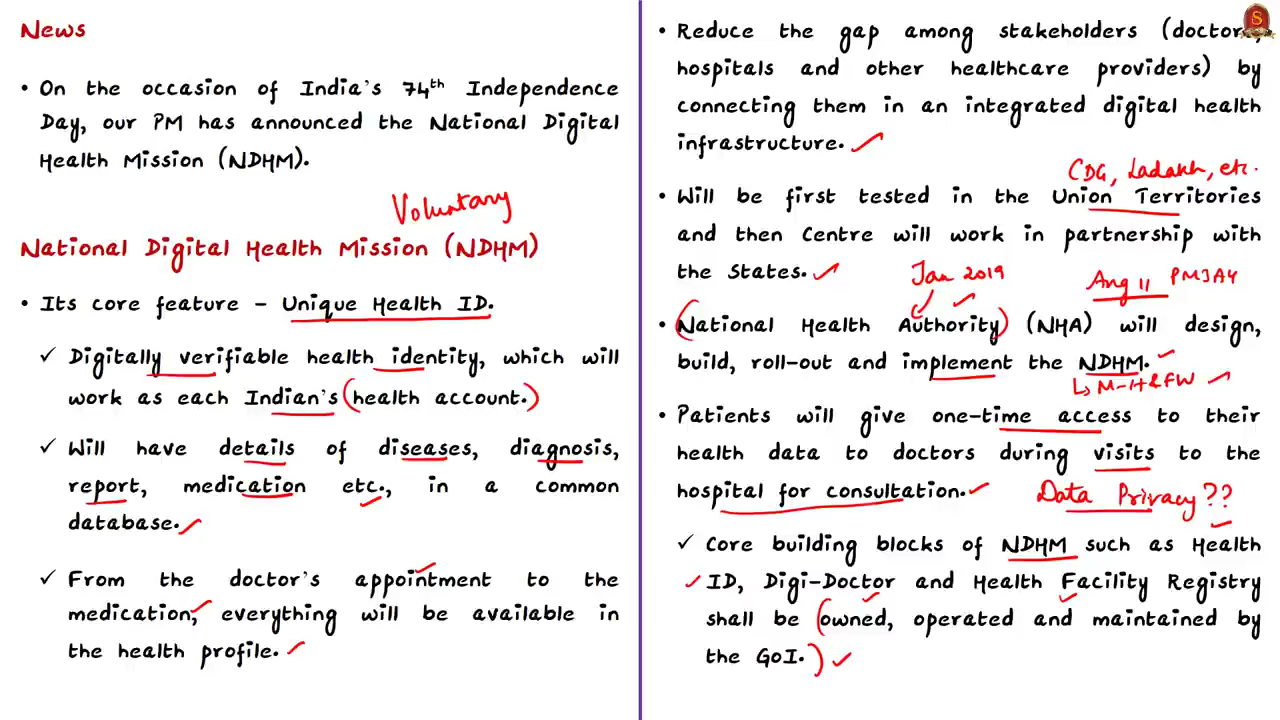 News
• On the occasion of India's 74th Independence
Day, our PM has announced the National Digital
Health Mission (NDHM).
Voluntary
National Digital Health Mission (NDHM)
• Its core feature - Unique Health ID.
✓ Digitally verifiable health identity, which will
work as each Indian's (health account.)
✓ Will have details of diseases, diagnosis,
report, medication etc., in a common
database.
✓ From the doctor's appointment to the
medication, everything will be available in
the health profile.
• Reduce the gap among stakeholders (doctors,
hospitals and other healthcare providers) by
connecting them in an integrated digital health
infrastructure.
CDG, Ladakh, etc.
• Will be first tested in the Union Territories
and then Centre will work in partnership with
the States.
Jan 2019
Aug 11 PMJAY
• (National Health Authority) (NHA) will design,
build, roll-out and implement the NDHM.
↳ M-H&FW
• Patients will give one-time access to their
health data to doctors during visits to the
hospital for consultation.
Data Privacy??
✓ Core building blocks of NDHM such as Health
ID, Digi-Doctor and Health Facility Registry
shall be (owned, operated and maintained by
the GoI.)
S